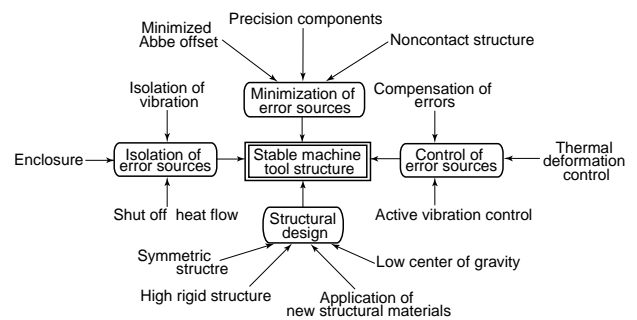 Precision components
Minimized
Abbe offset
Noncontact structure
Minimization of
error sources
Isolation of
vibration
Compensation of
errors
Enclosure
Isolation of
error sources
Stable machine
tool structure
Control of
error sources
Thermal
deformation
control
Shut off heat flow
Structural
design
Active vibration control
Symmetric
structre
Low center of gravity
High rigid structure
Application of
new structural materials